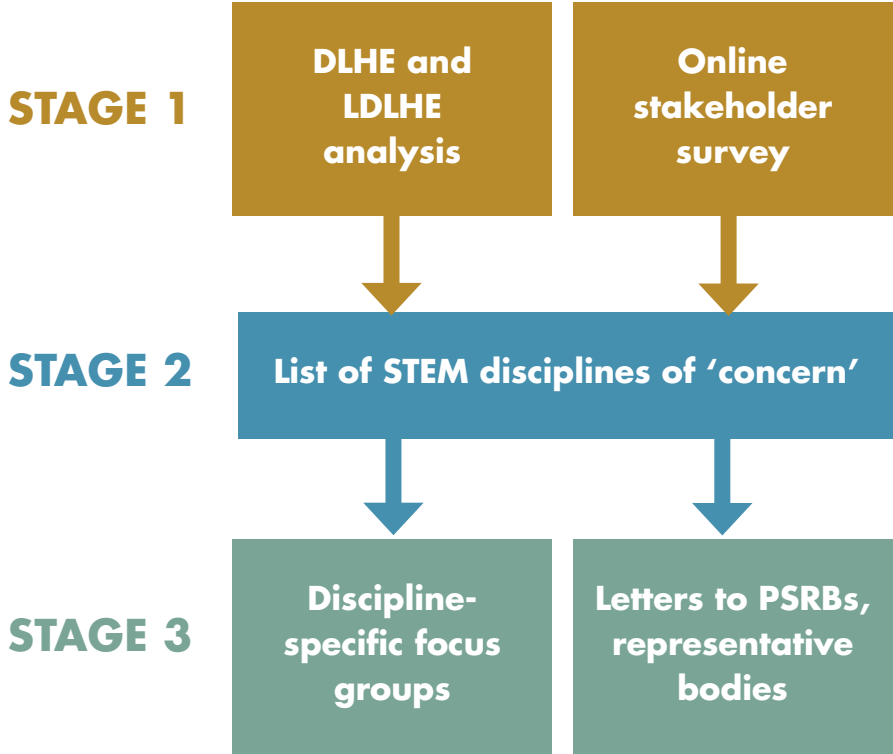 STAGE 1
DLHE and
LDLHE
analysis
Online
stakeholder
survey
STAGE 2
List of STEM disciplines of ‘concern’
STAGE 3
Discipline-
specific focus
groups
Letters to PSRBs,
representative
bodies